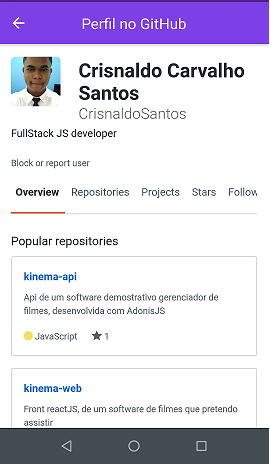 Perfil no GitHub
Crisnaldo Carvalho
Santos
CrisnaldoSantos
FullStack JS developer
Block or report user
Overview Repositories Projects Stars Follow
Popular repositories
kinema-api
Api de um software demostrativo gerenciador de
filmes, desenvolvida com AdonisJS
JavaScript 1
kinema-web
Front reactJS, de um software de filmes que pretendo
assistir